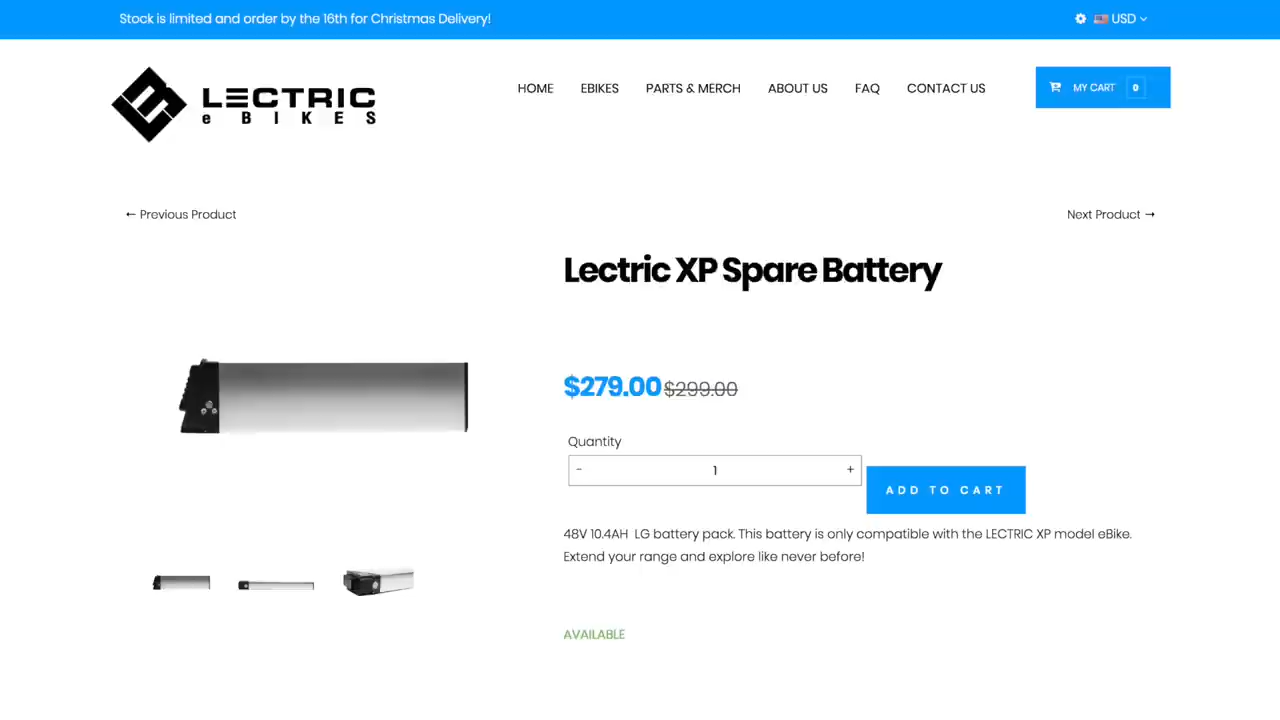 Stock is limited and order by the 16th for Christmas Delivery!
USD
LECTRIC
eBIKES
HOME
EBIKES
PARTS & MERCH
ABOUT US
FAQ
CONTACT US
MY CART 0
← Previous Product
Next Product →
Lectric XP Spare Battery
$279.00 $299.00
Quantity
- 1 +
ADD TO CART
48V 10.4AH LG battery pack. This battery is only compatible with the LECTRIC XP model eBike.
Extend your range and explore like never before!
AVAILABLE